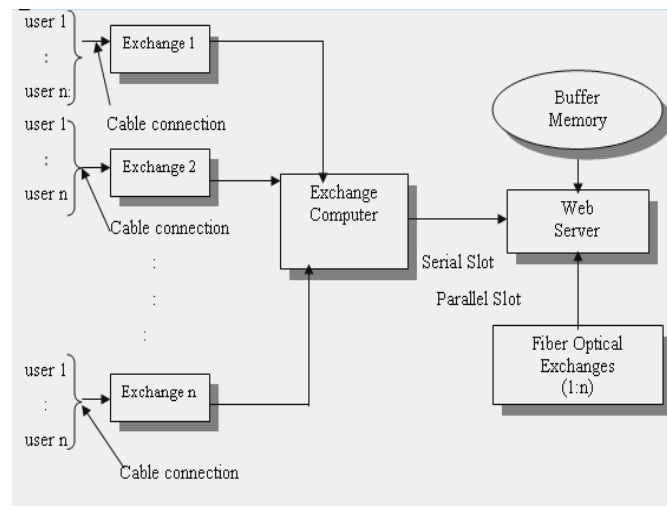 user 1
:
user n:
Exchange 1
Cable connection
user 1
:
user n
Exchange 2
Cable connection
:
:
:
user 1
:
user n
Exchange n
Cable connection
Exchange
Computer
Serial Slot
Parallel Slot
Buffer
Memory
Web
Server
Fiber Optical
Exchanges
(1:n)